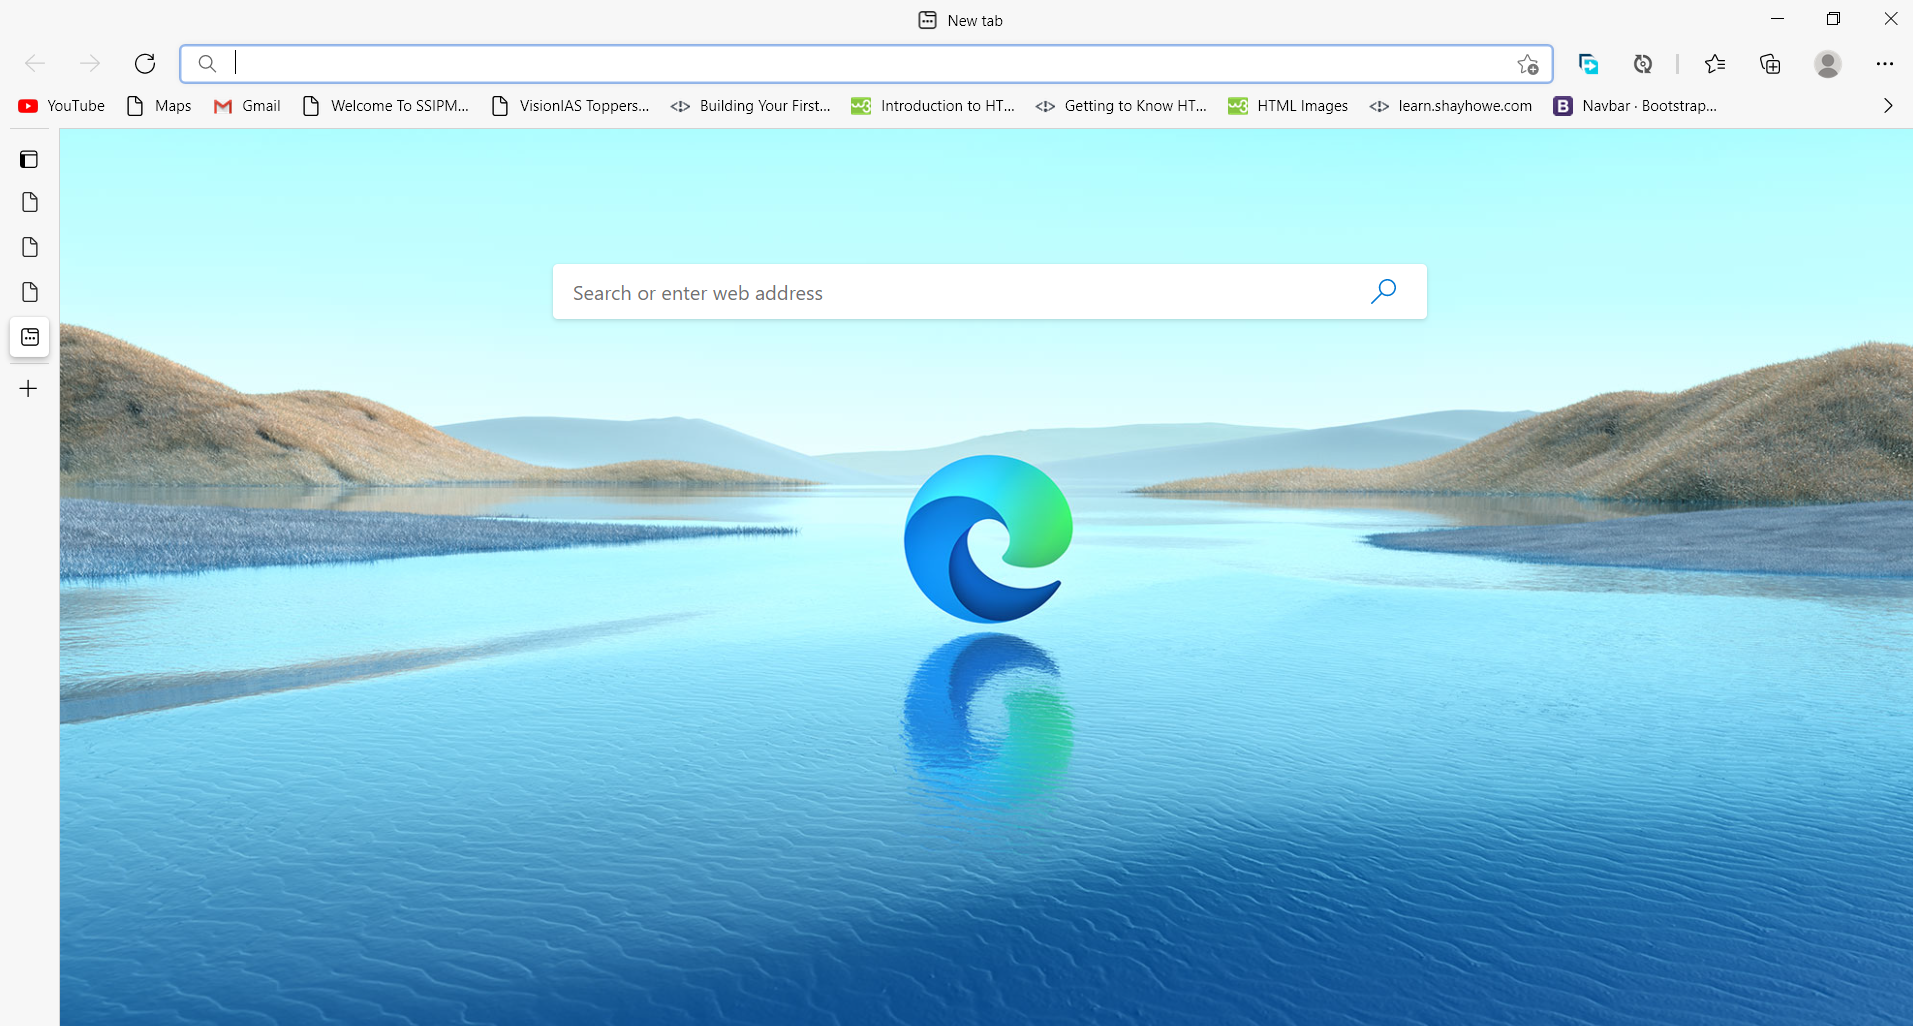 New tab
YouTube Maps Gmail Welcome To SSIPM... VisionIAS Toppers... Building Your First... Introduction to HT... Getting to Know HT... HTML Images learn.shayhowe.com Navbar · Bootstrap...
Search or enter web address